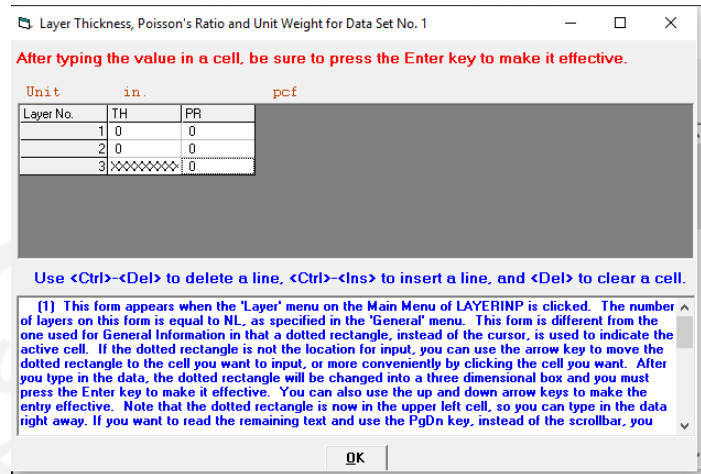 Layer Thickness, Poisson's Ratio and Unit Weight for Data Set No. 1
After typing the value in a cell, be sure to press the Enter key to make it effective.
Unit in. pcf
Layer No. TH PR
1 0 0
2 0 0
3 XXXXXXXX 0
Use <Ctrl>-<Del> to delete a line, <Ctrl>-<Ins> to insert a line, and <Del> to clear a cell.
(1) This form appears when the 'Layer' menu on the Main Menu of LAYERINP is clicked. The number
of layers on this form is equal to NL, as specified in the 'General' menu. This form is different from the
one used for General Information in that a dotted rectangle, instead of the cursor, is used to indicate the
active cell. If the dotted rectangle is not the location for input, you can use the arrow key to move the
dotted rectangle to the cell you want to input, or more conveniently by clicking the cell you want. After
you type in the data, the dotted rectangle will be changed into a three dimensional box and you must
press the Enter key to make it effective. You can also use the up and down arrow keys to make the
entry effective. Note that the dotted rectangle is now in the upper left cell, so you can type in the data
right away. If you want to read the remaining text and use the PgDn key, instead of the scrollbar, you
OK